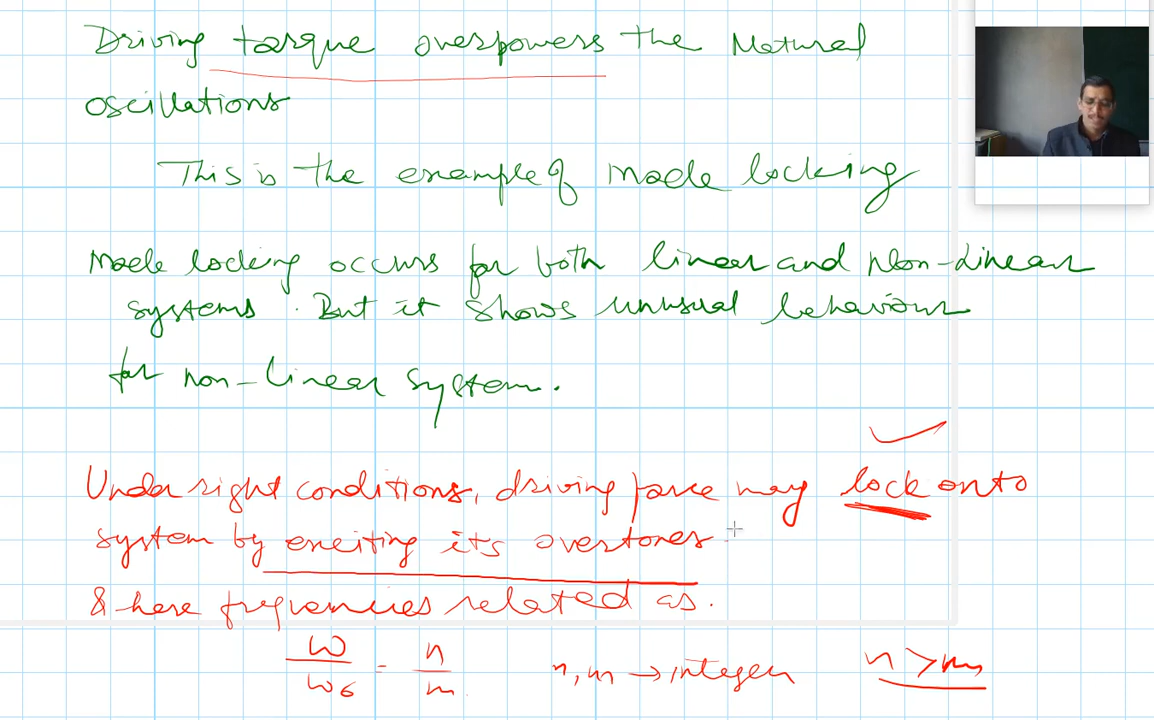 Driving torque overpowers the Natural
oscillations
This is the example of Mode locking
Mode locking occurs for both linear and Non-Linear
systems. But it shows unusual behaviour
for non-linear system.
Under right conditions, driving force may lock onto
system by exciting its overtones
& here frequencies related as.
ω/ω₀ = n/m n, m → integer n > m